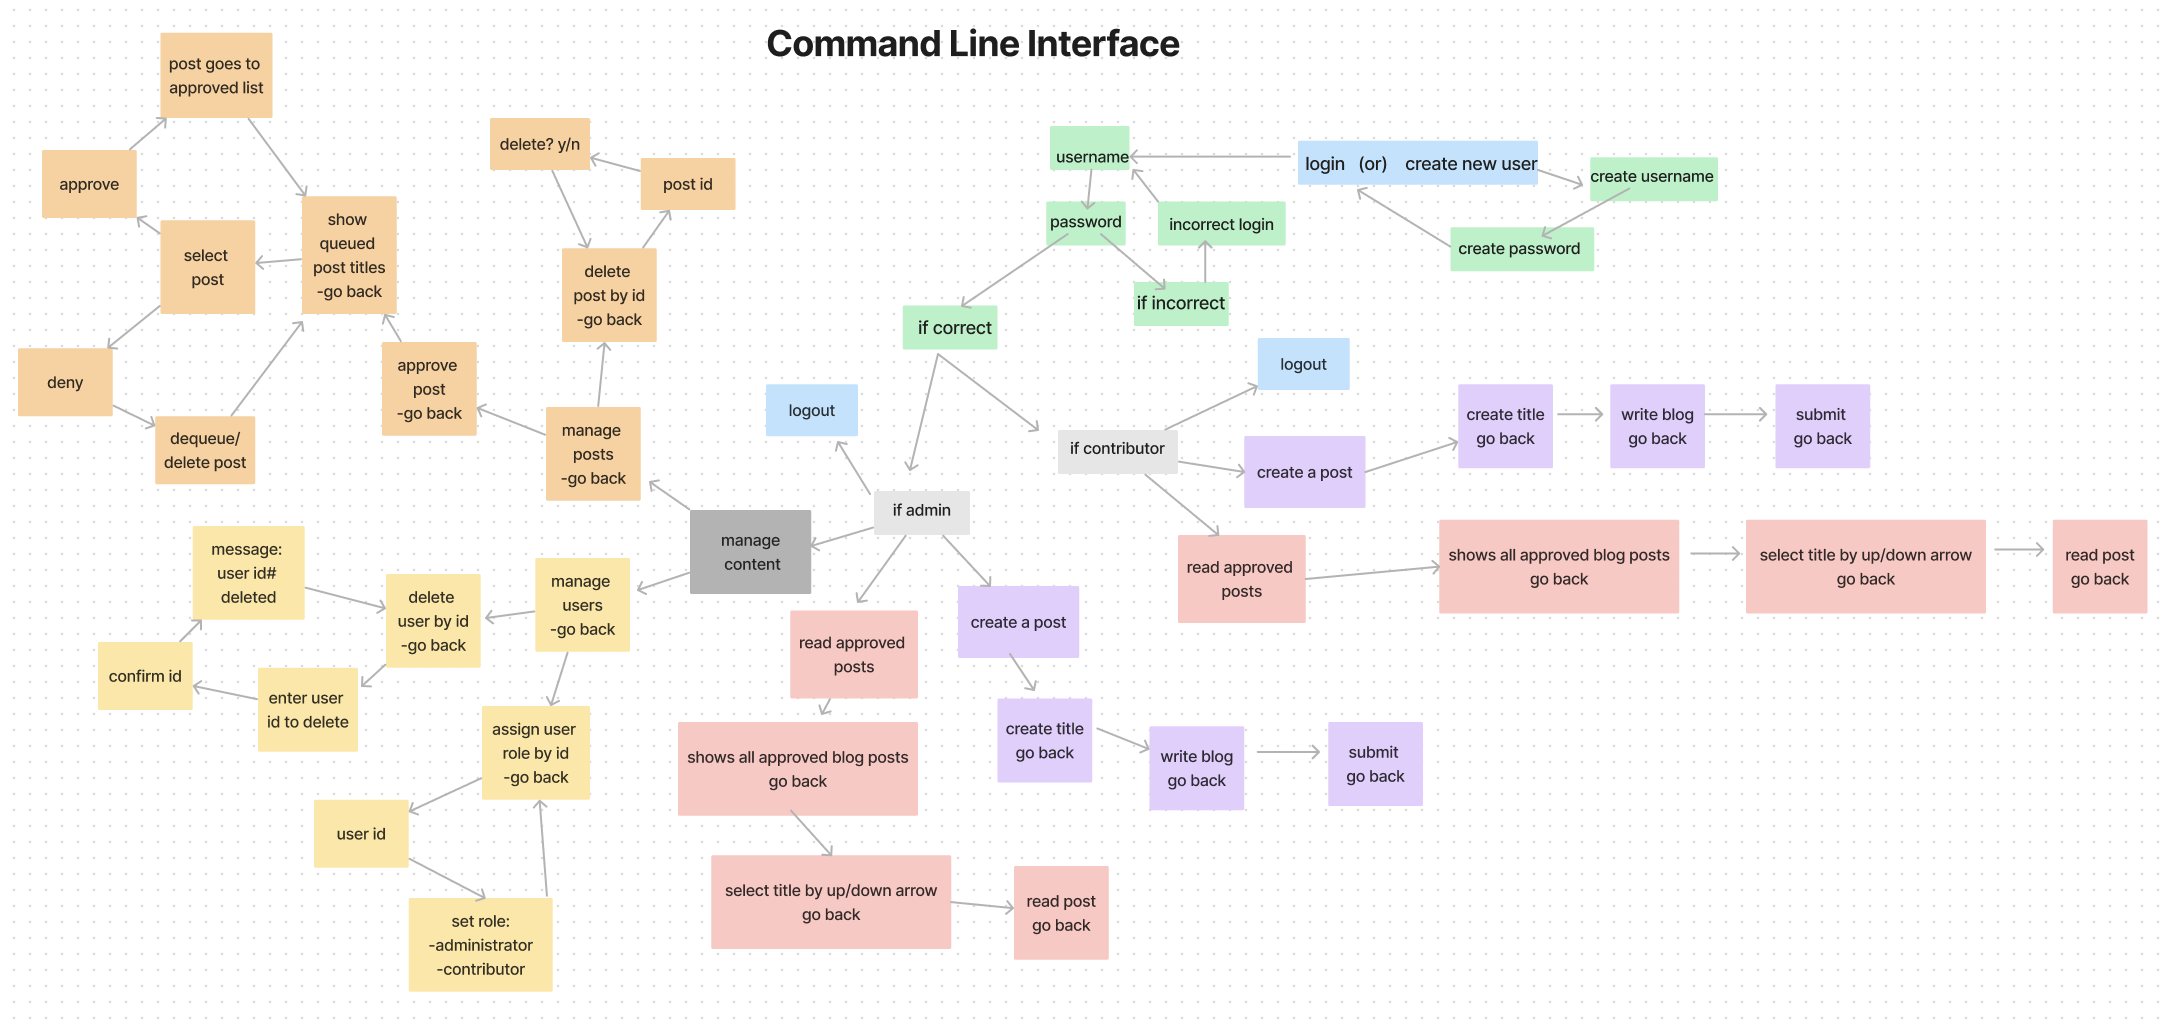 Command Line Interface
post goes to
approved list
approve
select
post
show
queued
post titles
-go back
deny
dequeue/
delete post
approve
post
-go back
delete? y/n
post id
delete
post by id
-go back
manage
posts
-go back
username
login (or) create new user
create username
password
incorrect login
create password
if incorrect
if correct
logout
logout
if contributor
create a post
create title
go back
write blog
go back
submit
go back
if admin
manage
content
read approved
posts
shows all approved blog posts
go back
select title by up/down arrow
go back
read post
go back
message:
user id#
deleted
delete
user by id
-go back
manage
users
-go back
confirm id
enter user
id to delete
assign user
role by id
-go back
user id
set role:
-administrator
-contributor
read approved
posts
create a post
create title
go back
write blog
go back
submit
go back
shows all approved blog posts
go back
select title by up/down arrow
go back
read post
go back